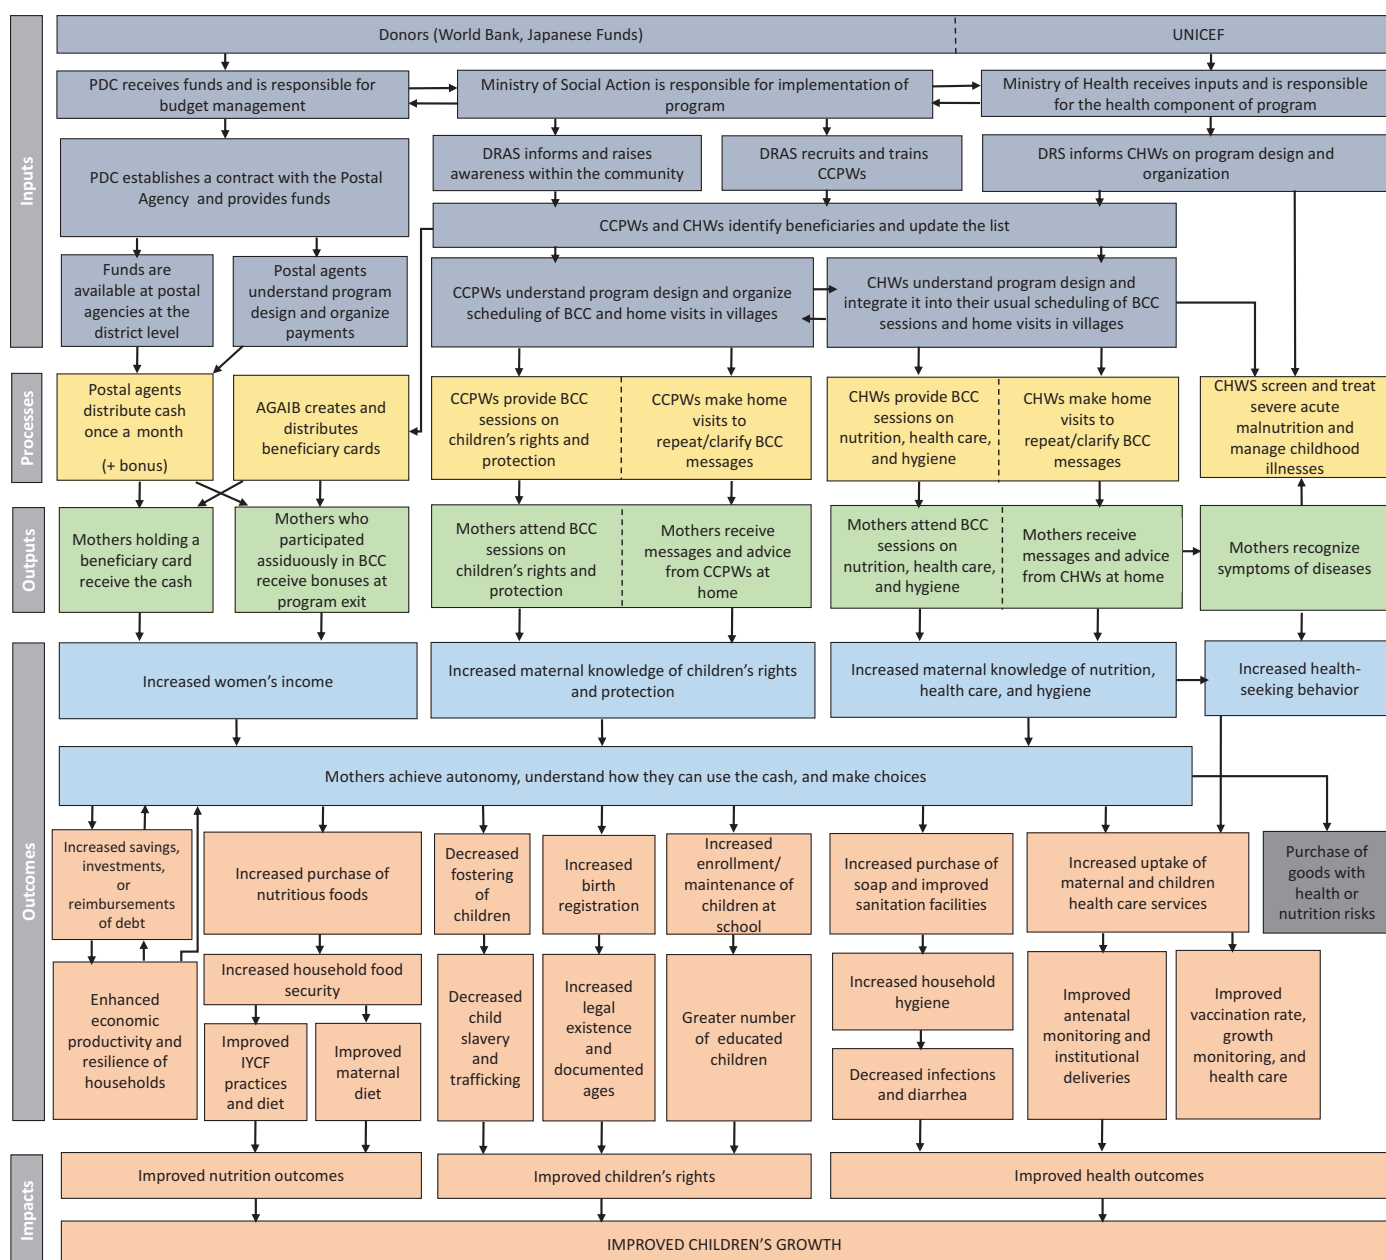 Inputs
Donors (World Bank, Japanese Funds)
UNICEF
PDC receives funds and is responsible for
budget management
Ministry of Social Action is responsible for implementation of
program
Ministry of Health receives inputs and is responsible
for the health component of program
PDC establishes a contract with the Postal
Agency and provides funds
DRAS informs and raises
awareness within the community
DRAS recruits and trains
CCPWs
DRS informs CHWs on program design and
organization
CCPWs and CHWs identify beneficiaries and update the list
Funds are
available at postal
agencies at the
district level
Postal agents
understand program
design and organize
payments
CCPWs understand program design and organize
scheduling of BCC and home visits in villages
CHWs understand program design and
integrate it into their usual scheduling of BCC
sessions and home visits in villages
Processes
Postal agents
distribute cash
once a month
(+ bonus)
AGAIB creates and
distributes
beneficiary cards
CCPWs provide BCC
sessions on
children's rights and
protection
CCPWs make home
visits to
repeat/clarify BCC
messages
CHWs provide BCC
sessions on
nutrition, health care,
and hygiene
CHWs make home
visits to
repeat/clarify BCC
messages
CHWS screen and treat
severe acute
malnutrition and
manage childhood
illnesses
Outputs
Mothers holding a
beneficiary card
receive the cash
Mothers who
participated
assiduously in BCC
receive bonuses at
program exit
Mothers attend BCC
sessions on
children's rights and
protection
Mothers receive
messages and advice
from CCPWs at
home
Mothers attend BCC
sessions on
nutrition, health care,
and hygiene
Mothers receive
messages and advice
from CHWs at home
Mothers recognize
symptoms of diseases
Outcomes
Increased women's income
Increased maternal knowledge of children's rights
and protection
Increased maternal knowledge of nutrition,
health care, and hygiene
Increased health-
seeking behavior
Mothers achieve autonomy, understand how they can use the cash, and make choices
Increased savings,
investments,
or
reimbursements
of debt
Increased purchase of
nutritious foods
Decreased
fostering of
children
Increased
birth
registration
Increased
enrollment/
maintenance of
children at
school
Increased purchase of
soap and improved
sanitation facilities
Increased uptake of
maternal and children
health care services
Purchase of
goods with
health or
nutrition risks
Enhanced
economic
productivity and
resilience of
households
Increased household food
security
Improved
IYCF
practices
and diet
Improved
maternal
diet
Decreased
child
slavery
and
trafficking
Increased
legal
existence
and
documented
ages
Greater number
of educated
children
Increased household
hygiene
Decreased infections
and diarrhea
Improved
antenatal
monitoring and
institutional
deliveries
Improved
vaccination rate,
growth
monitoring, and
health care
Impacts
Improved nutrition outcomes
Improved children's rights
Improved health outcomes
IMPROVED CHILDREN'S GROWTH